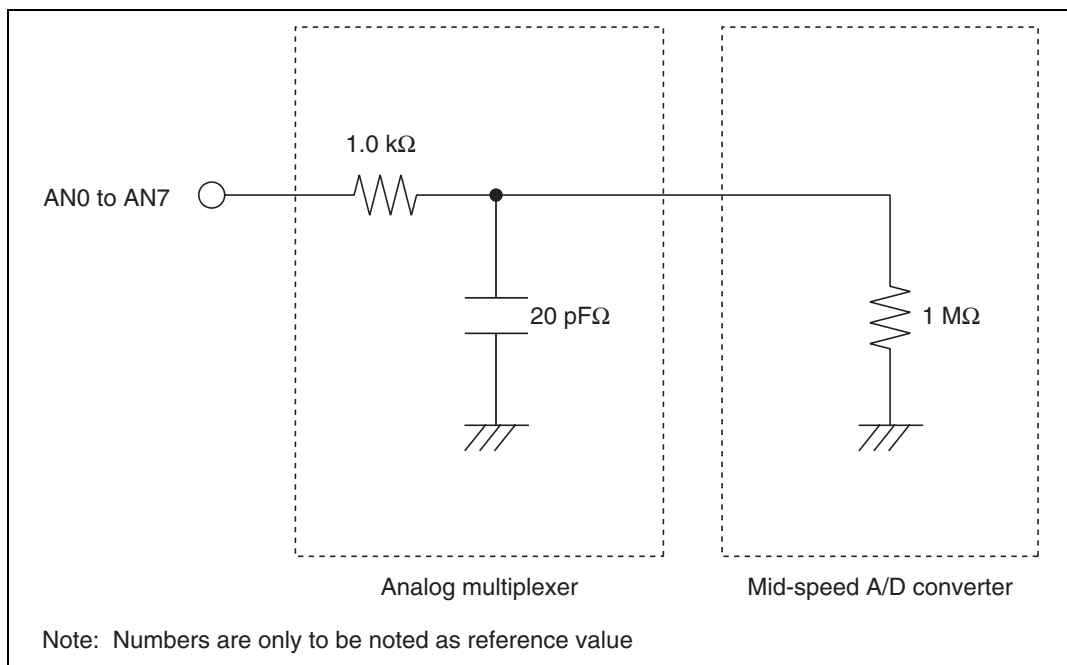 1.0 kΩ
AN0 to AN7
20 pFΩ
1 MΩ
Analog multiplexer
Mid-speed A/D converter
Note: Numbers are only to be noted as reference value